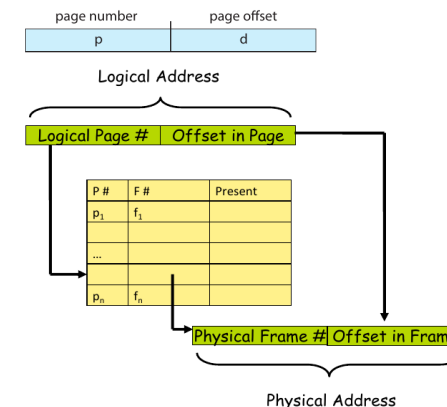 page number page offset
p d
Logical Address
Logical Page # Offset in Page
P # F # Present
p1 f1
...
pn fn
Physical Frame # Offset in Fram
Physical Address